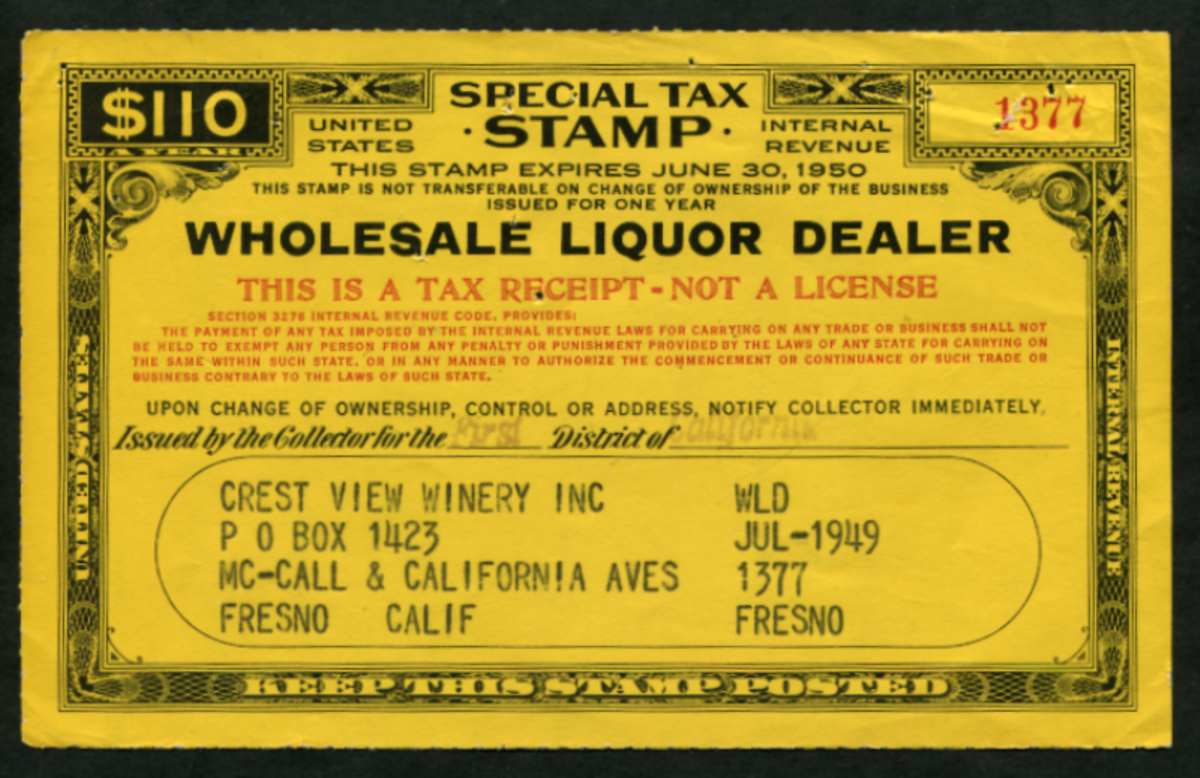 $110
A YEAR
SPECIAL TAX
· STAMP ·
UNITED STATES
INTERNAL REVENUE
1377
THIS STAMP EXPIRES JUNE 30, 1950
THIS STAMP IS NOT TRANSFERABLE ON CHANGE OF OWNERSHIP OF THE BUSINESS
ISSUED FOR ONE YEAR
WHOLESALE LIQUOR DEALER
THIS IS A TAX RECEIPT - NOT A LICENSE
SECTION 3276 INTERNAL REVENUE CODE, PROVIDES:
THE PAYMENT OF ANY TAX IMPOSED BY THE INTERNAL REVENUE LAWS FOR CARRYING ON ANY TRADE OR BUSINESS SHALL NOT
BE HELD TO EXEMPT ANY PERSON FROM ANY PENALTY OR PUNISHMENT PROVIDED BY THE LAWS OF ANY STATE FOR CARRYING ON
THE SAME WITHIN SUCH STATE, OR IN ANY MANNER TO AUTHORIZE THE COMMENCEMENT OR CONTINUANCE OF SUCH TRADE OR
BUSINESS CONTRARY TO THE LAWS OF SUCH STATE.
UPON CHANGE OF OWNERSHIP, CONTROL OR ADDRESS, NOTIFY COLLECTOR IMMEDIATELY.
Issued by the Collector for the First District of California
CREST VIEW WINERY INC WLD
P O BOX 1423 JUL-1949
MC-CALL & CALIFORNIA AVES 1377
FRESNO CALIF FRESNO
UNITED STATES
INTERNAL REVENUE
KEEP THIS STAMP POSTED